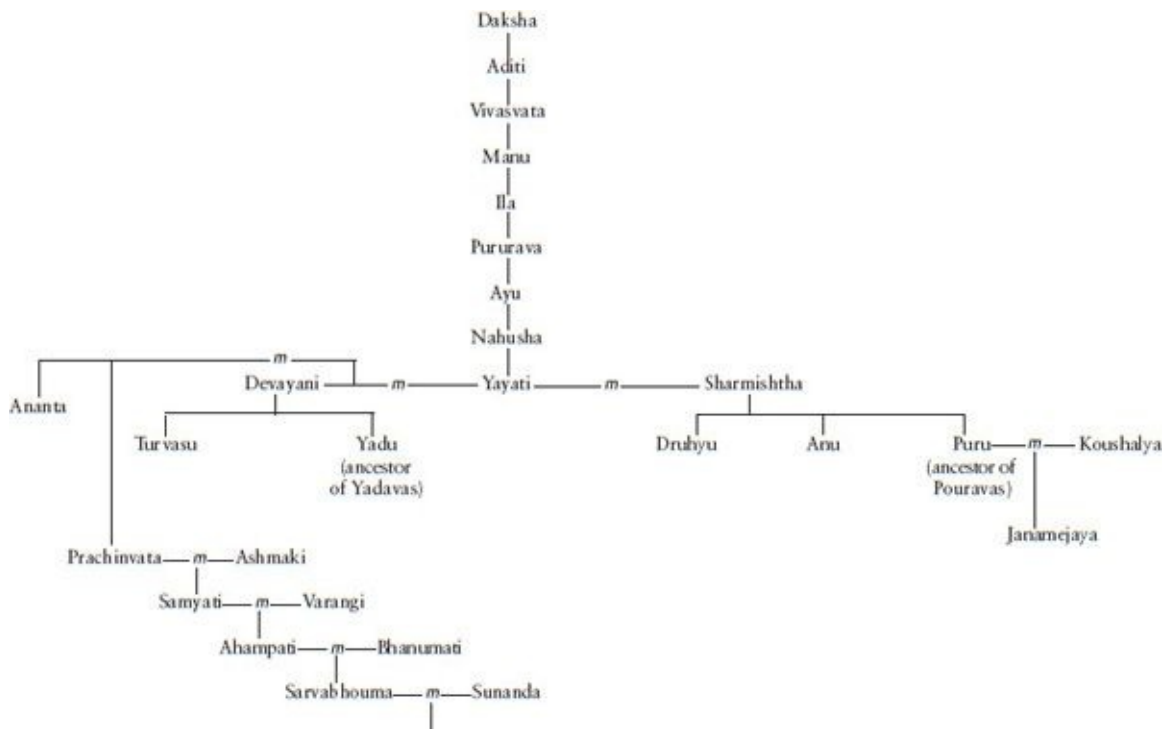 Daksha
Aditi
Vivasvata
Manu
Ila
Pururava
Ayu
Nahusha
m
Devayani m Yayati m Sharmishtha
Ananta
Turvasu Yadu Druhyu Anu Puru m Koushalya
(ancestor (ancestor of
of Yadavas) Pouravas)
Janamejaya
Prachinvata m Ashmaki
Samyati m Varangi
Ahampati m Bhanumati
Sarvabhouma m Sunanda